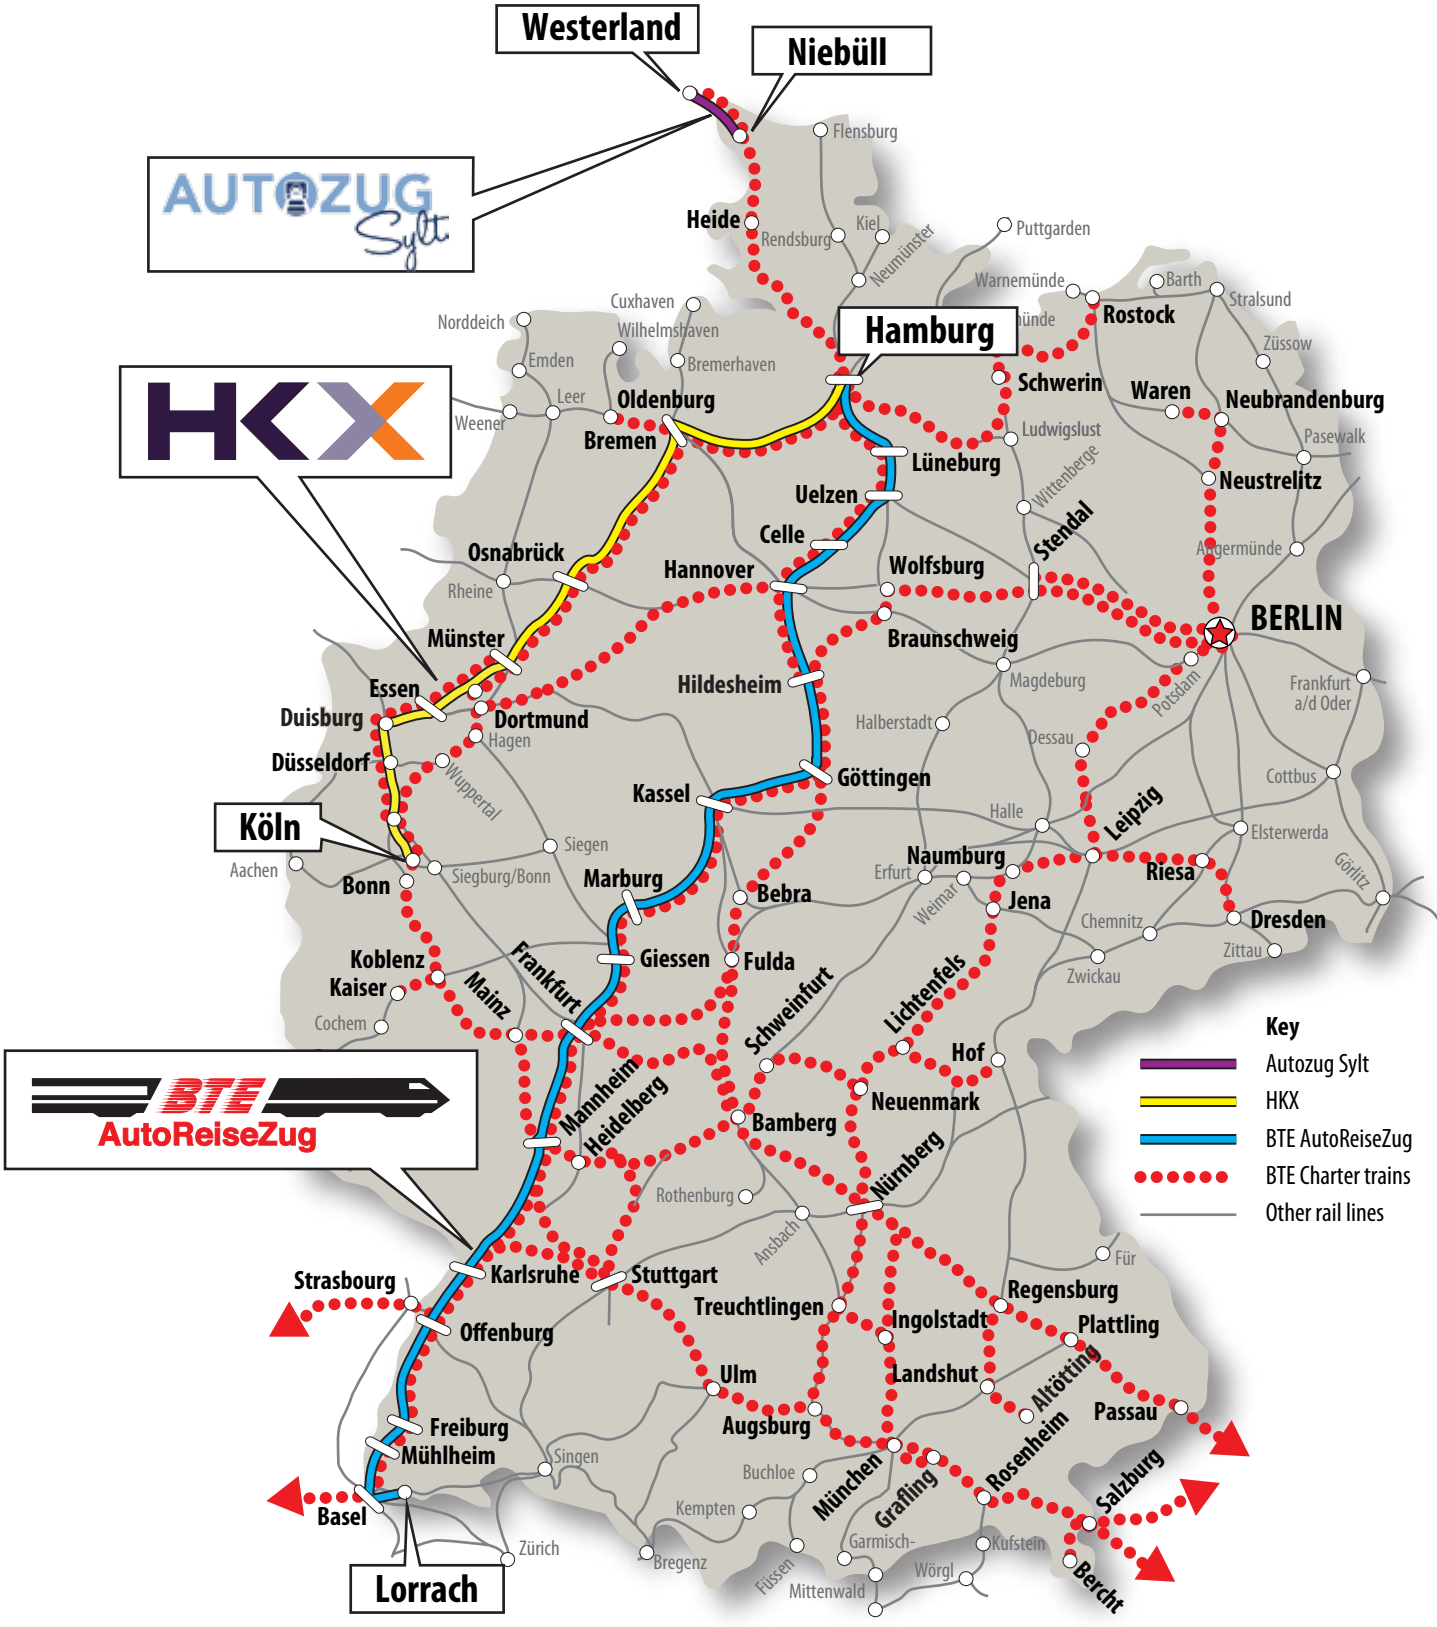 Westerland
Niebüll
Flensburg
AUTOZUG
Sylt
Heide
Rendsburg
Kiel
Neumünster
Puttgarden
Warnemünde
Barth
Stralsund
Rostock
münde
Cuxhaven
Wilhelmshaven
Norddeich
Bremerhaven
Emden
Hamburg
Züssow
HKX
Leer
Oldenburg
Weener
Bremen
Schwerin
Waren
Neubrandenburg
Pasewalk
Ludwigslust
Lüneburg
Wittenberge
Neustrelitz
Uelzen
Celle
Stendal
Angermünde
Osnabrück
Rheine
Hannover
Wolfsburg
BERLIN
Münster
Braunschweig
Hildesheim
Magdeburg
Potsdam
Frankfurt
a/d Oder
Essen
Duisburg
Dortmund
Hagen
Halberstadt
Dessau
Düsseldorf
Wuppertal
Göttingen
Cottbus
Kassel
Köln
Halle
Leipzig
Elsterwerda
Siegen
Aachen
Siegburg/Bonn
Bonn
Marburg
Bebra
Erfurt
Naumburg
Weimar
Jena
Riesa
Görlitz
Dresden
Chemnitz
Zittau
Zwickau
Koblenz
Kaiser
Cochem
Mainz
Frankfurt
Giessen
Fulda
Schweinfurt
Lichtenfels
Hof
Key
Autozug Sylt
HKX
BTE AutoReiseZug
BTE Charter trains
Other rail lines
BTE
AutoReiseZug
Mannheim
Heidelberg
Bamberg
Neuenmark
Nürnberg
Rothenburg
Ansbach
Für
Strasbourg
Karlsruhe
Stuttgart
Treuchtlingen
Ingolstadt
Regensburg
Plattling
Offenburg
Ulm
Landshut
Altötting
Passau
Augsburg
Freiburg
Mühlheim
Singen
Buchloe
München
Grafling
Rosenheim
Salzburg
Basel
Kempten
Zürich
Bregenz
Füssen
Garmisch-
Mittenwald
Wörgl
Kufstein
Bercht
Lorrach